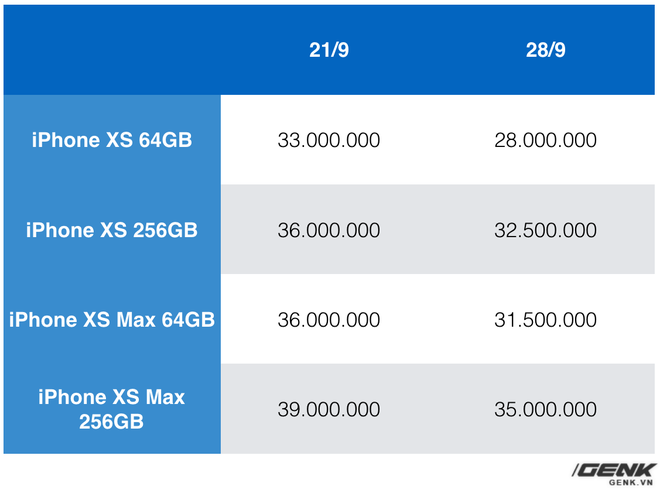 21/9 28/9
iPhone XS 64GB 33.000.000 28.000.000
iPhone XS 256GB 36.000.000 32.500.000
iPhone XS Max 64GB 36.000.000 31.500.000
iPhone XS Max
256GB 39.000.000 35.000.000
GENK
GENK.VN